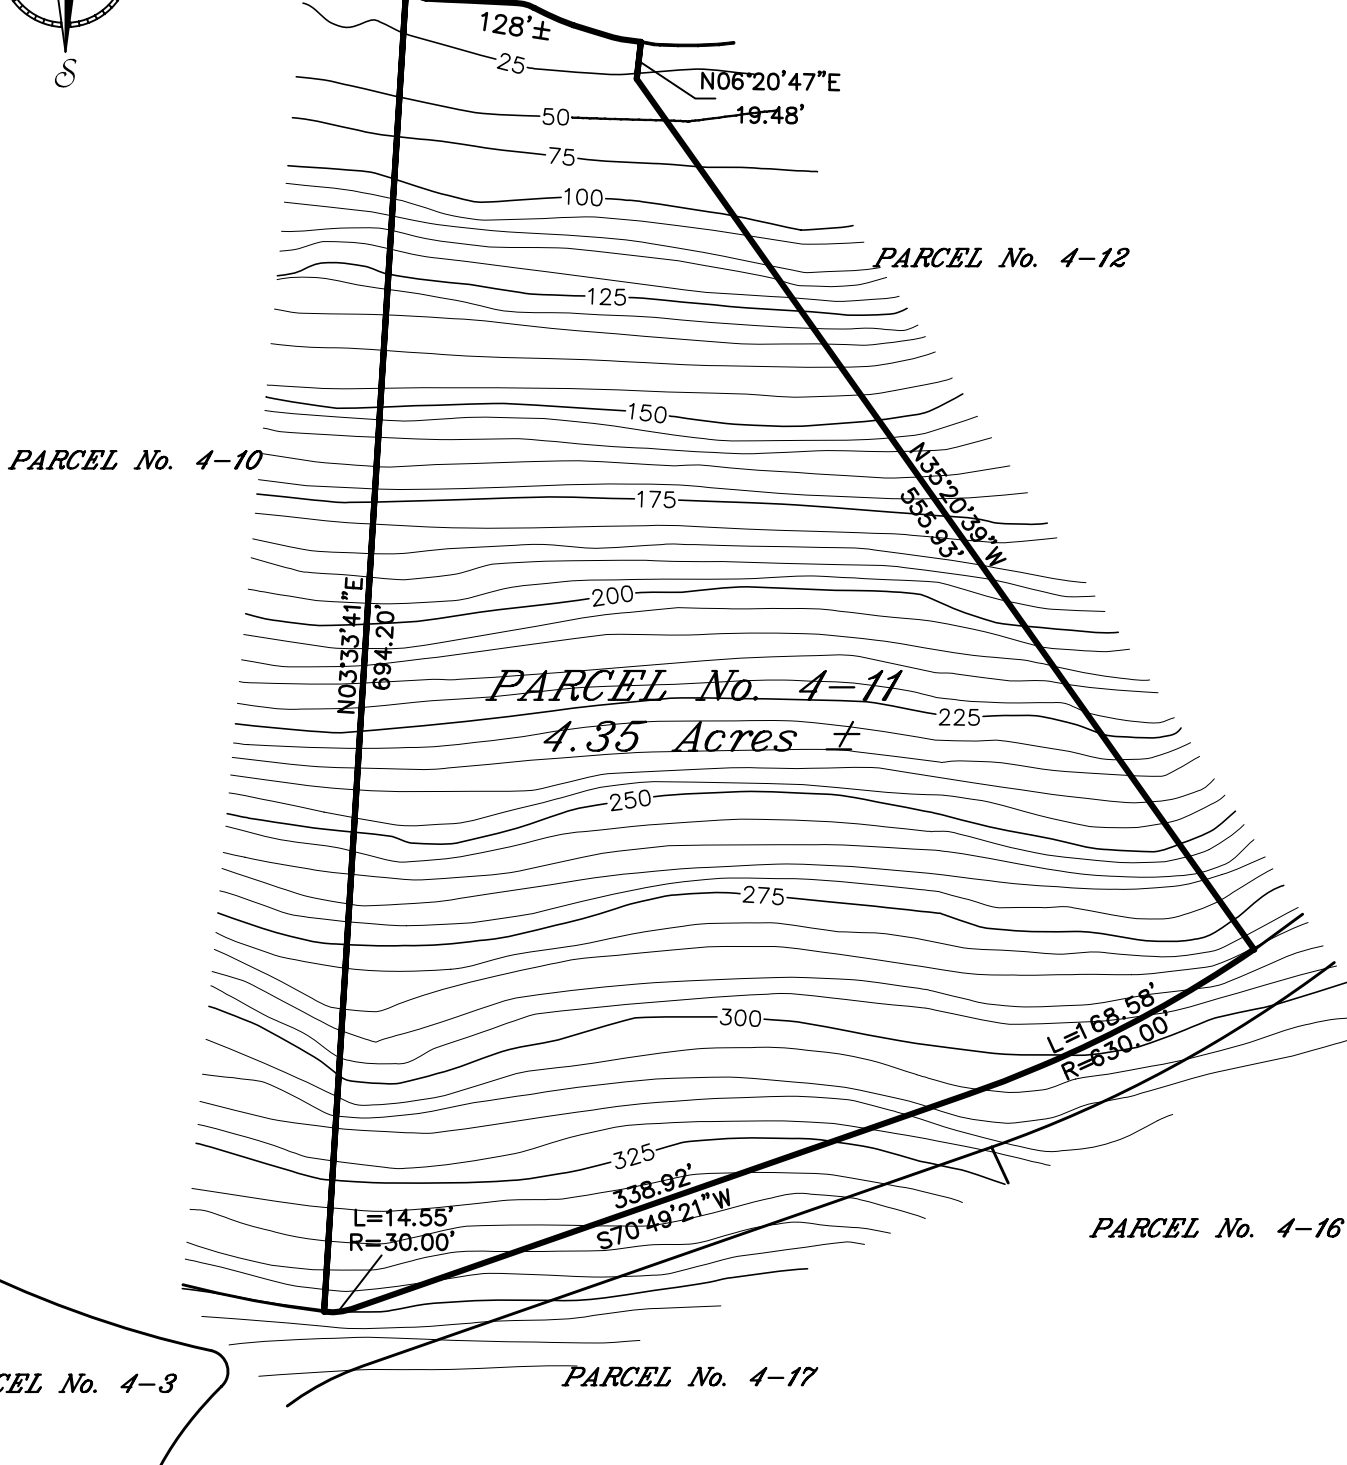 S
128'±
25
N06°20'47"E
19.48'
50
75
100
PARCEL No. 4-12
125
150
PARCEL No. 4-10
N35°20'39"W
555.93'
175
200
N03°33'41"E
694.20'
PARCEL No. 4-11
4.35 Acres ±
225
250
275
300
L=168.58'
R=630.00'
325
338.92'
S70°49'21"W
L=14.55'
R=30.00'
PARCEL No. 4-16
PARCEL No. 4-17
CEL No. 4-3